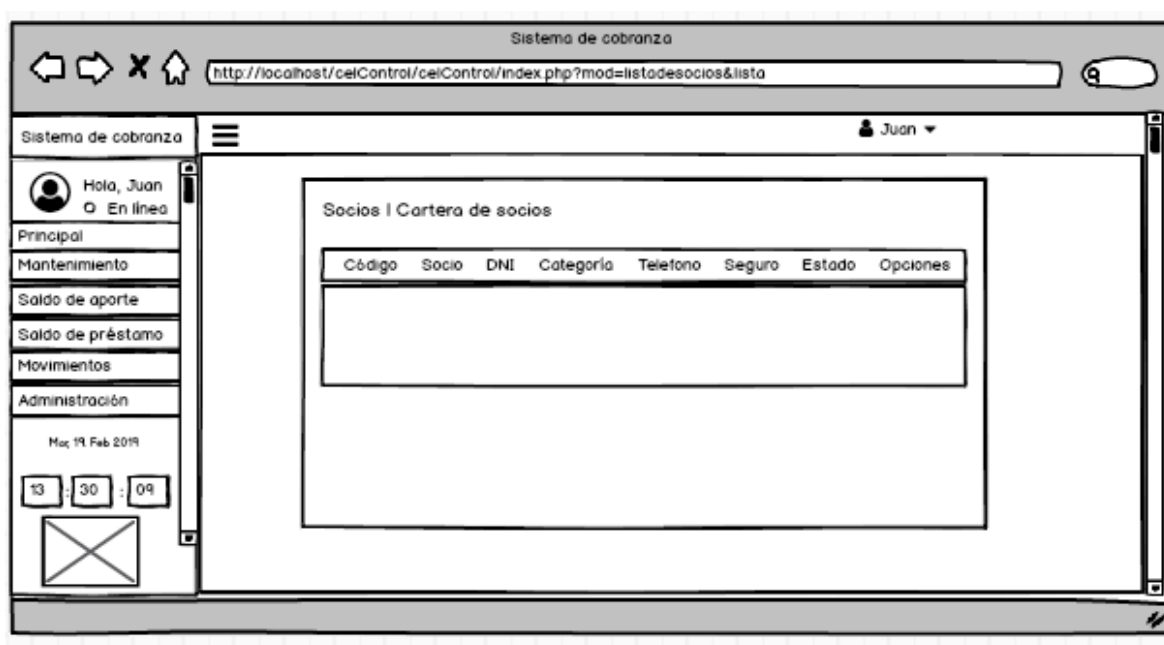 Sistema de cobranza
http://localhost/celControl/celControl/index.php?mod=listadesocios&lista
Sistema de cobranza
Juan
Hola, Juan
En línea
Principal
Mantenimiento
Saldo de aporte
Saldo de préstamo
Movimientos
Administración
Mar, 19. Feb 2019
13 : 30 : 09
Socios | Cartera de socios
Código Socio DNI Categoría Telefono Seguro Estado Opciones